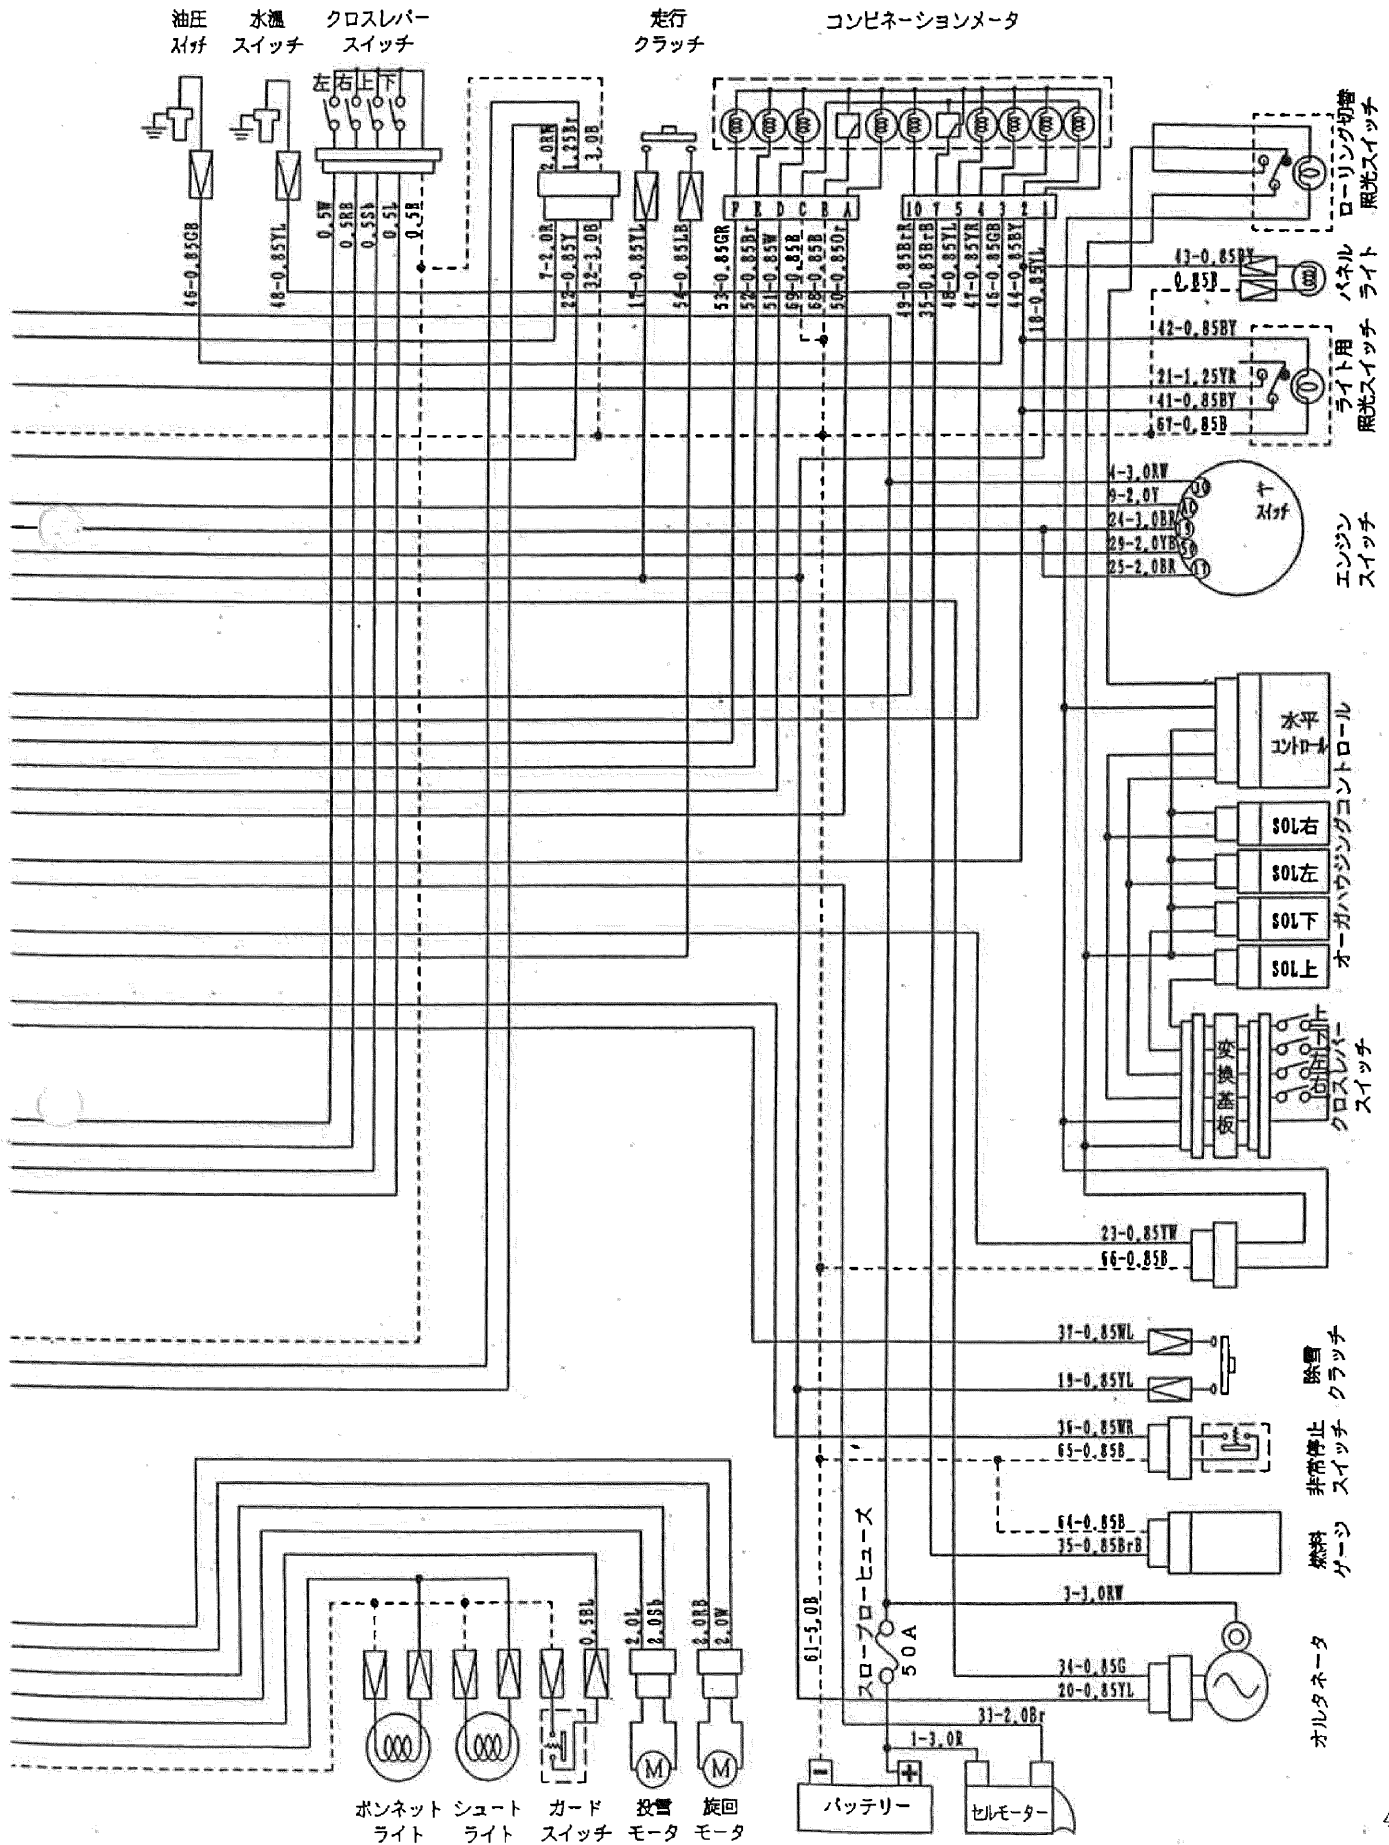 油圧
スイッチ
水温
スイッチ
クロスレバー
スイッチ
左右上下
走行
クラッチ
コンビネーションメータ
ローリング切替
照光スイッチ
パネル
ライト
ライト用
照光スイッチ
エンジン
スイッチ
2.0RW
1.25Br
3.0B
0.5W
0.5RB
0.5Sb
0.5L
0.5B
46-0.85GB
48-0.85YL
7-2.0R
22-0.85Y
32-3.0B
17-0.85YL
54-0.85LB
F E D C B A
10 7 5 4 3 2 1
53-0.85GR
52-0.85Br
51-0.85W
69-0.85B
68-0.85B
50-0.85Or
49-0.85BrR
35-0.85BrB
48-0.85YL
47-0.85YR
46-0.85GB
44-0.85BY
18-0.85YL
43-0.85BY
0.85B
42-0.85BY
21-1.25YR
41-0.85BY
67-0.85B
4-3.0RW
9-2.0Y
24-3.0BR
29-2.0YB
25-2.0BR
30
AC
19
50
17
キー
スイッチ
水平
コントロール
SOL右
SOL左
SOL下
SOL上
オーガハウジングコントロール
変
換
基
板
上
下
左
右
クロスレバー
スイッチ
23-0.85YW
66-0.85B
37-0.85WL
19-0.85YL
除雪
クラッチ
36-0.85WR
65-0.85B
非常停止
スイッチ
64-0.85B
35-0.85BrB
燃料
ゲージ
3-3.0RW
34-0.85G
20-0.85YL
オルタネータ
33-2.0Br
1-3.0R
61-5.0B
スローブローヒューズ
50A
0.5BL
2.0L
2.0Sb
2.0RB
2.0W
M
M
-
+
バッテリー
セルモーター
ボンネット
ライト
シュート
ライト
ガード
スイッチ
投雪
モータ
旋回
モータ
4